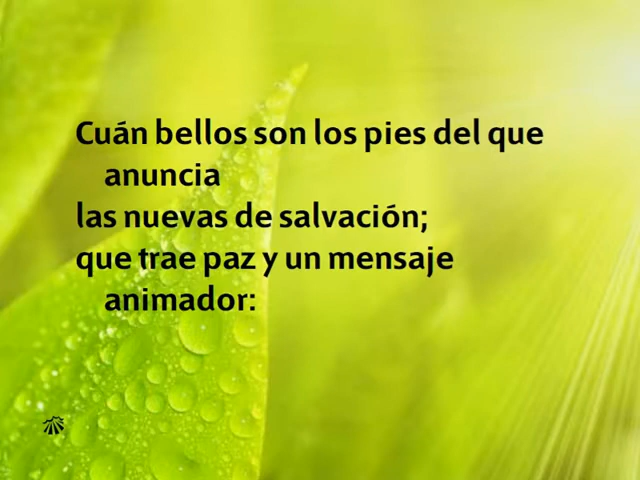 Cuán bellos son los pies del que
anuncia
las nuevas de salvación;
que trae paz y un mensaje
animador: